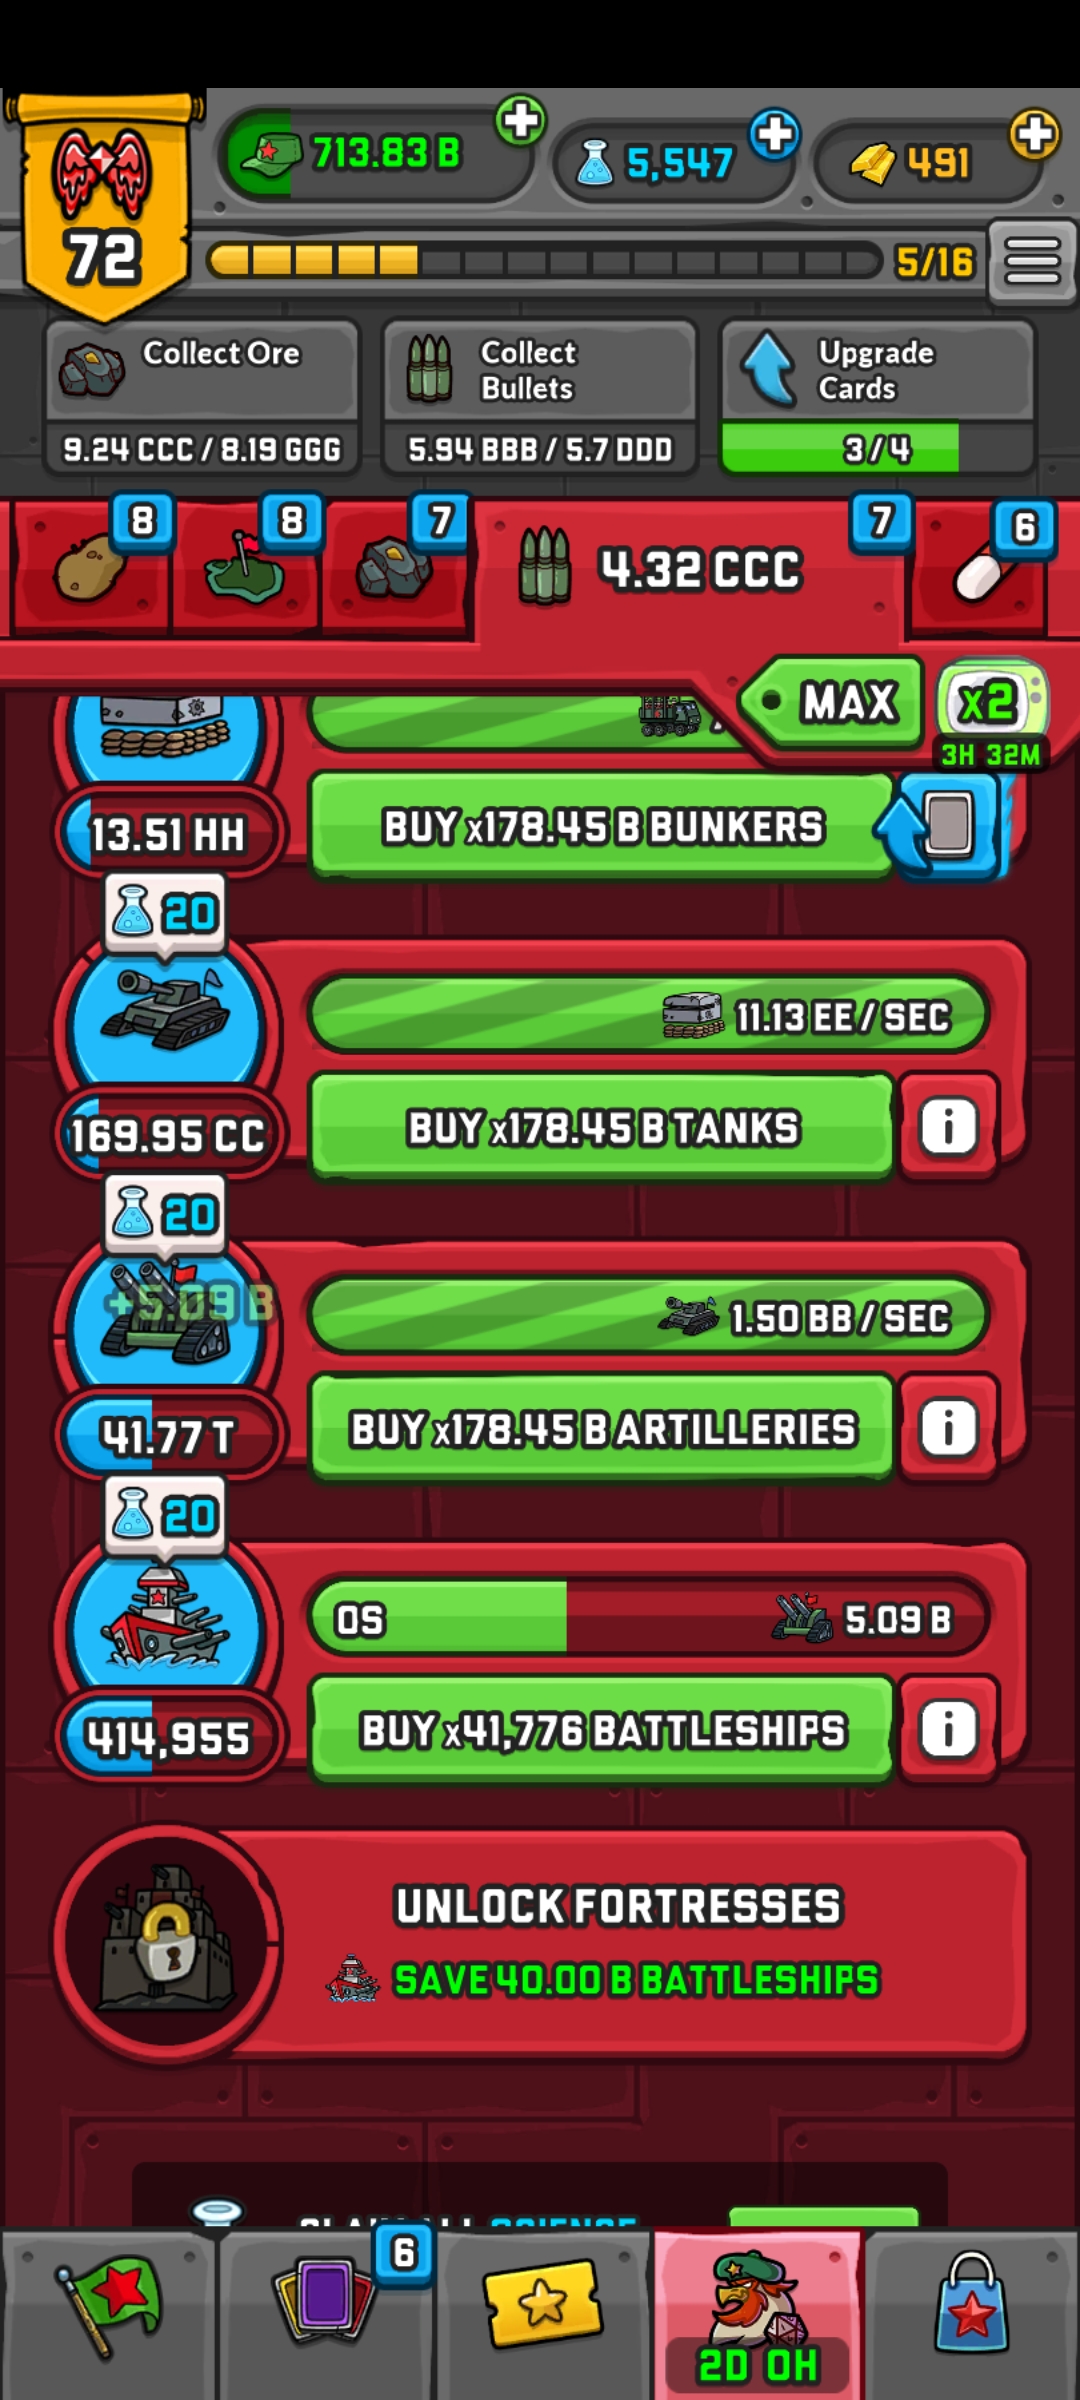 713.83 B
5,547
491
72
5/16
Collect Ore
9.24 CCC / 8.19 GGG
Collect
Bullets
5.94 BBB / 5.7 DDD
Upgrade
Cards
3/4
8
8
7
4.32 CCC
7
6
MAX
x2
3H 32M
13.51 HH
BUY x178.45 B BUNKERS
20
11.13 EE / SEC
169.95 CC
BUY x178.45 B TANKS
i
20
+5.09 B
1.50 BB / SEC
41.77 T
BUY x178.45 B ARTILLERIES
i
20
0S
5.09 B
414,955
BUY x41,776 BATTLESHIPS
i
UNLOCK FORTRESSES
SAVE 40.00 B BATTLESHIPS
6
2D 0H